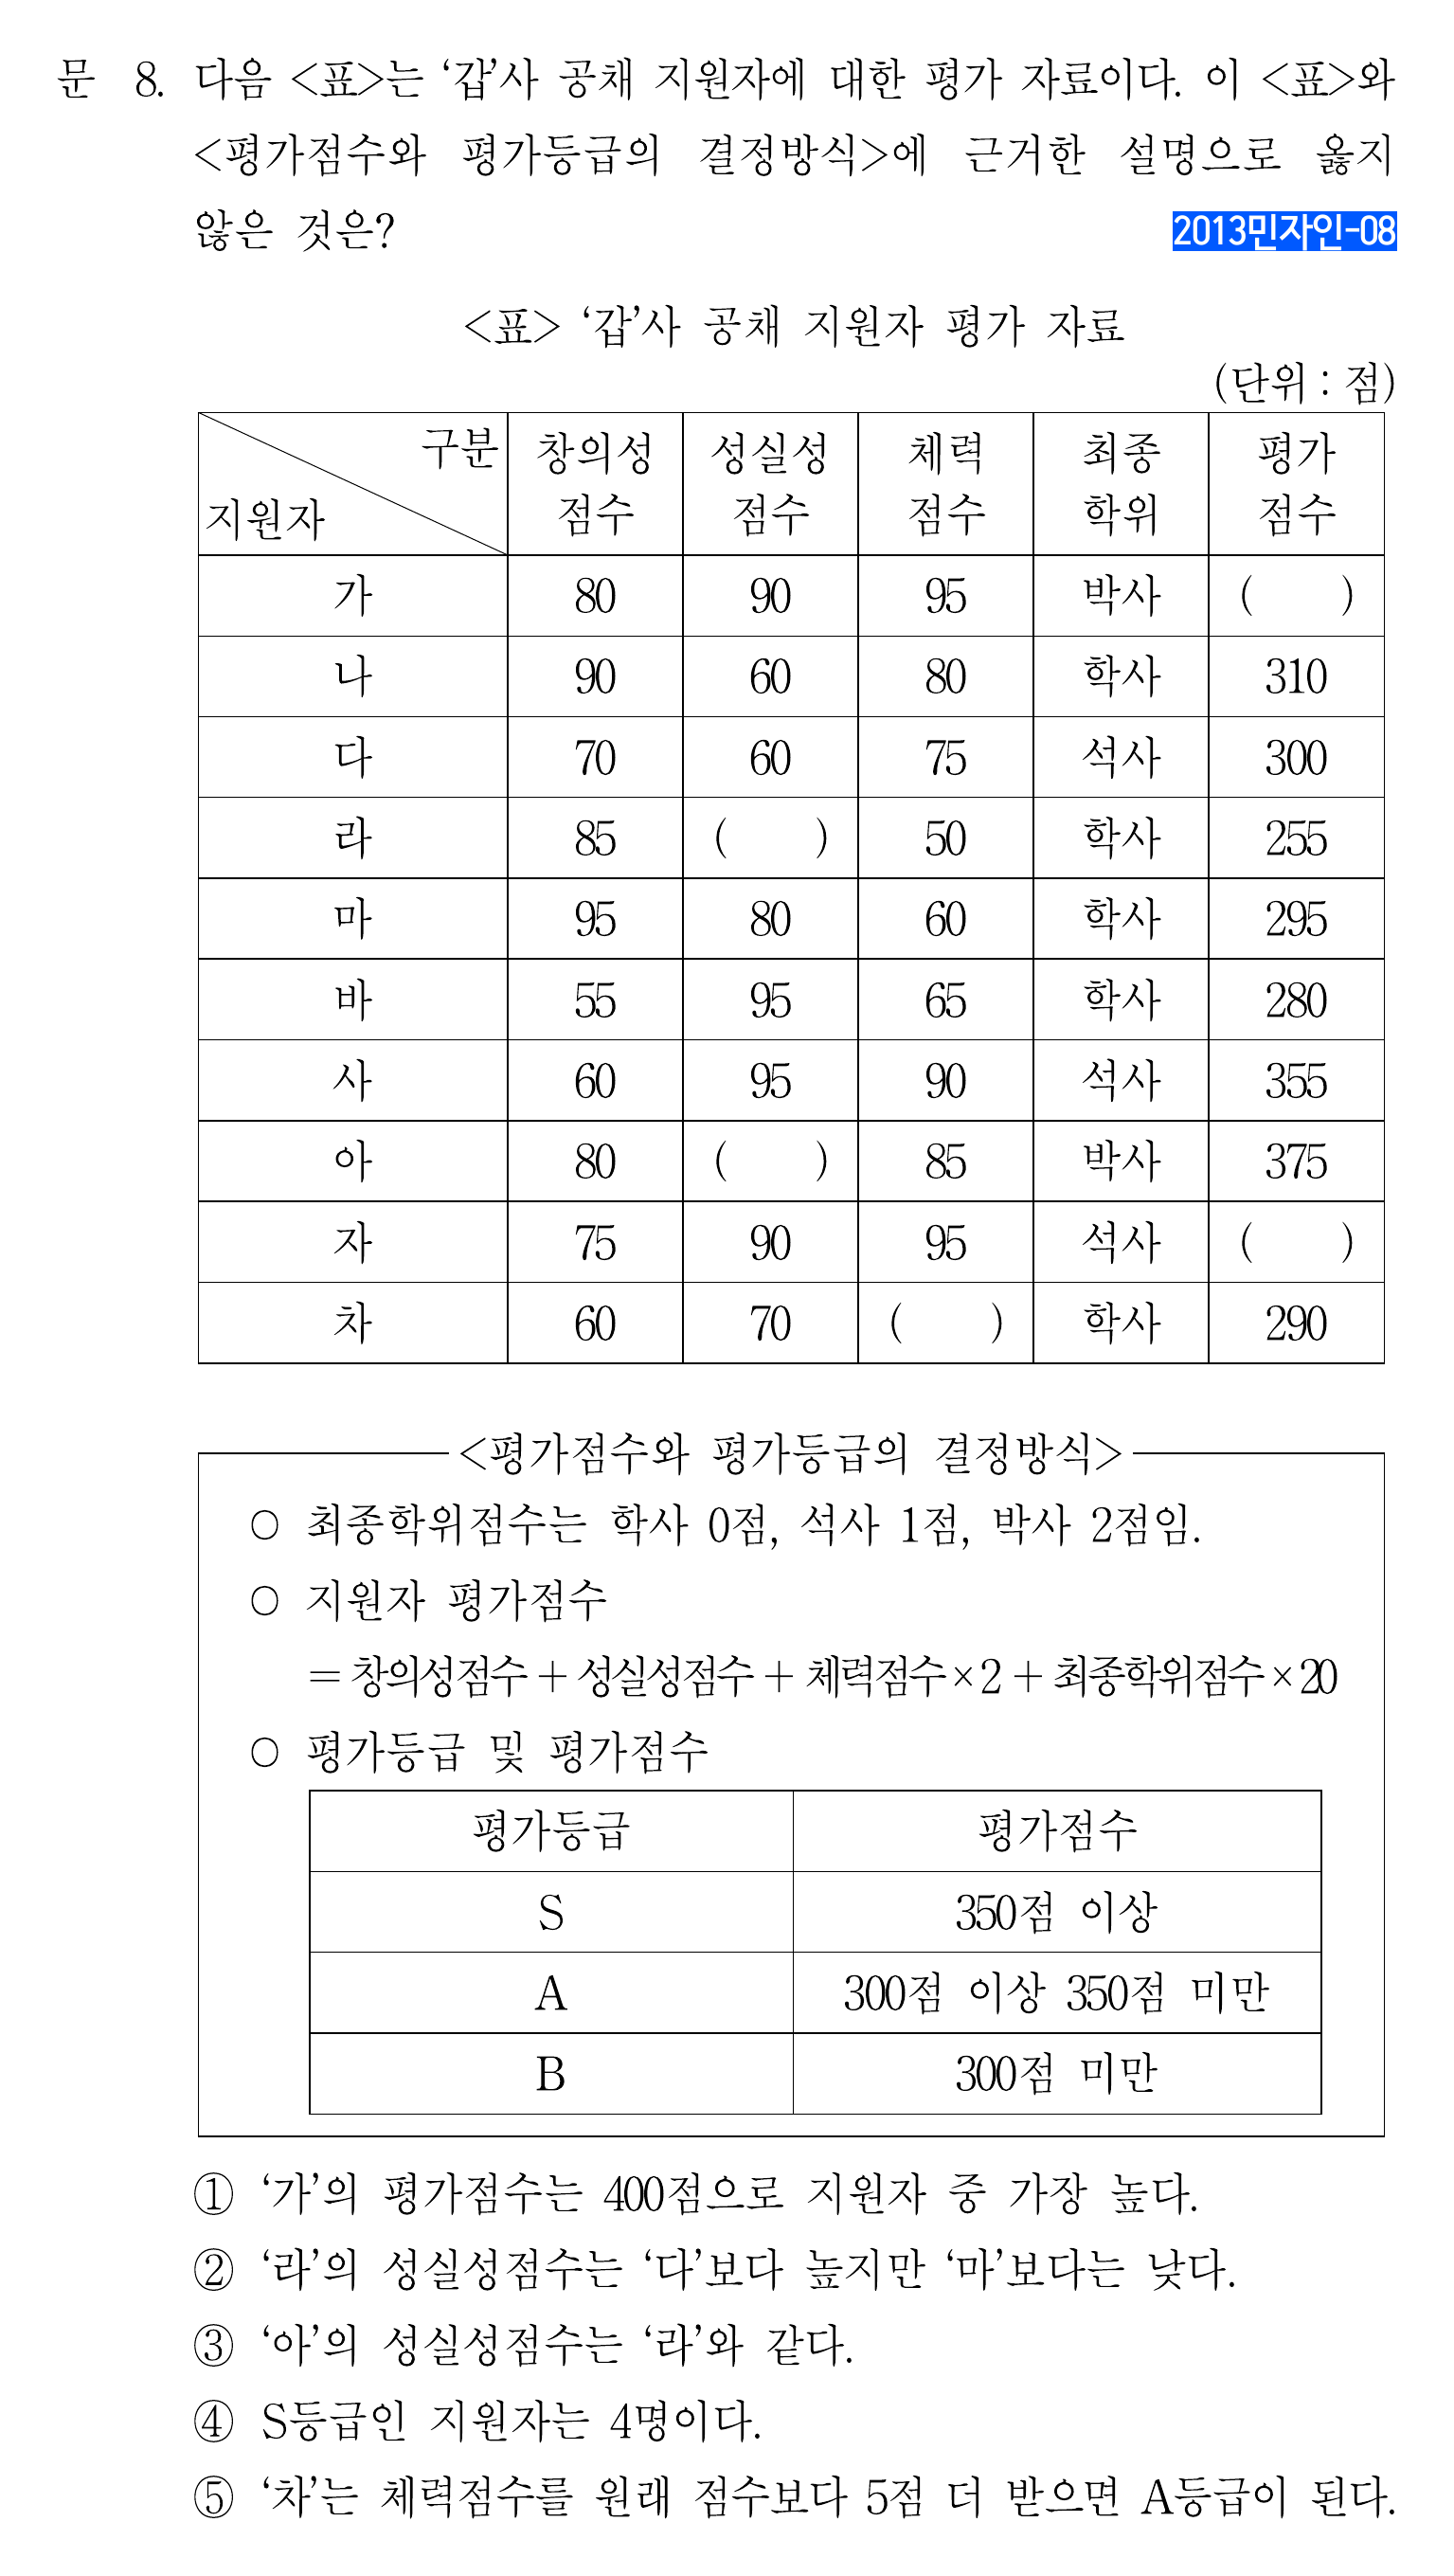 문 8. 다음 <표>는 ‘갑’사 공채 지원자에 대한 평가 자료이다. 이 <표>와
<평가점수와 평가등급의 결정방식>에 근거한 설명으로 옳지
않은 것은?
2013민자인-08
<표> ‘갑’사 공채 지원자 평가 자료
(단위 : 점)
구분 창의성 성실성 체력 최종 평가
지원자 점수 점수 점수 학위 점수
가 80 90 95 박사 ( )
나 90 60 80 학사 310
다 70 60 75 석사 300
라 85 ( ) 50 학사 255
마 95 80 60 학사 295
바 55 95 65 학사 280
사 60 95 90 석사 355
아 80 ( ) 85 박사 375
자 75 90 95 석사 ( )
차 60 70 ( ) 학사 290
<평가점수와 평가등급의 결정방식>
○ 최종학위점수는 학사 0점, 석사 1점, 박사 2점임.
○ 지원자 평가점수
= 창의성점수 + 성실성점수 + 체력점수×2 + 최종학위점수×20
○ 평가등급 및 평가점수
평가등급 평가점수
S 350점 이상
A 300점 이상 350점 미만
B 300점 미만
① ‘가’의 평가점수는 400점으로 지원자 중 가장 높다.
② ‘라’의 성실성점수는 ‘다’보다 높지만 ‘마’보다는 낮다.
③ ‘아’의 성실성점수는 ‘라’와 같다.
④ S등급인 지원자는 4명이다.
⑤ ‘차’는 체력점수를 원래 점수보다 5점 더 받으면 A등급이 된다.